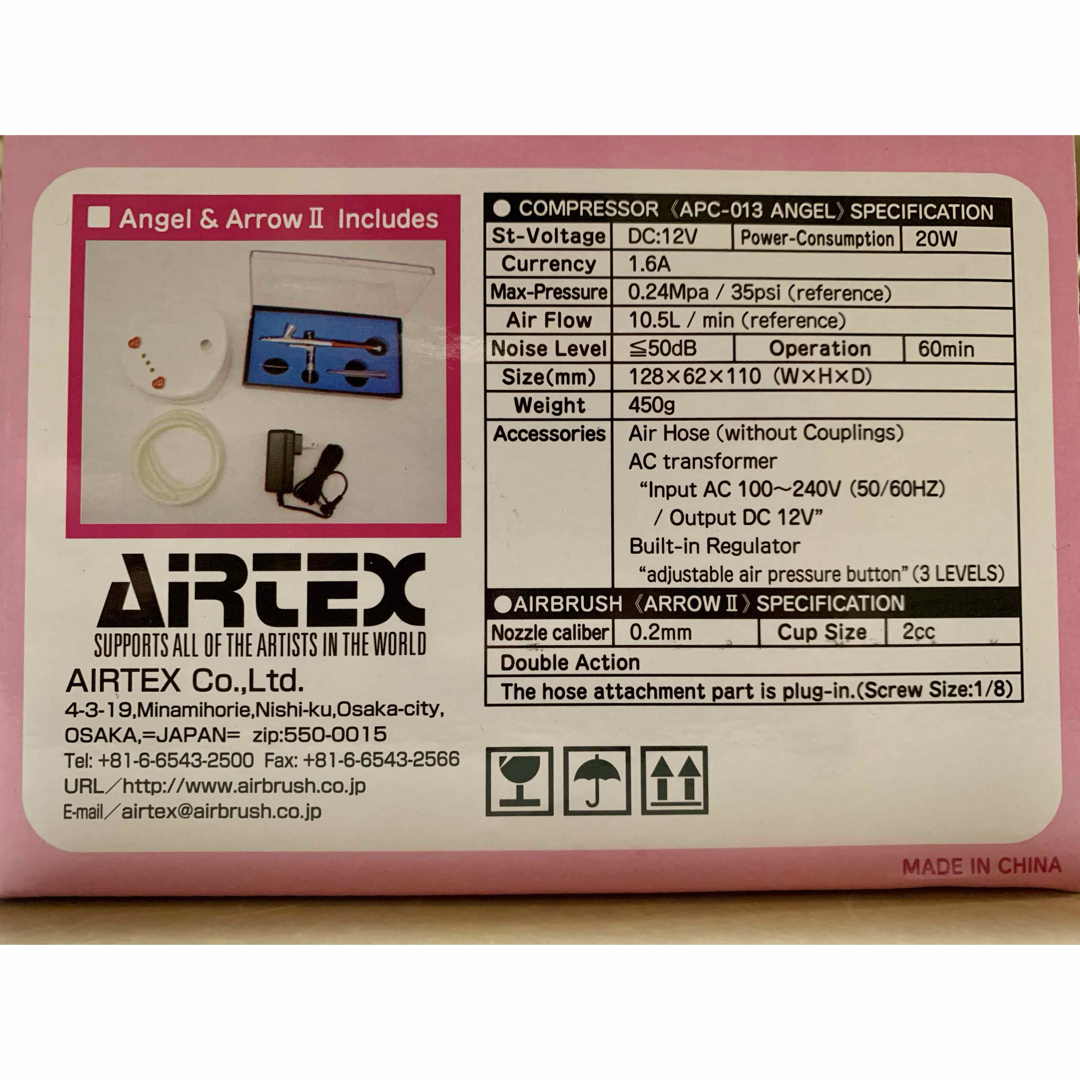 ■ Angel & Arrow Ⅱ Includes
AIRTEX
SUPPORTS ALL OF THE ARTISTS IN THE WORLD
AIRTEX Co.,Ltd.
4-3-19,Minamihorie,Nishi-ku,Osaka-city,
OSAKA,=JAPAN= zip:550-0015
Tel: +81-6-6543-2500 Fax: +81-6-6543-2566
URL／http://www.airbrush.co.jp
E-mail／airtex@airbrush.co.jp
● COMPRESSOR 《APC-013 ANGEL》 SPECIFICATION
St-Voltage DC:12V Power-Consumption 20W
Currency 1.6A
Max-Pressure 0.24Mpa / 35psi (reference)
Air Flow 10.5L / min (reference)
Noise Level ≦50dB Operation 60min
Size(mm) 128×62×110 (W×H×D)
Weight 450g
Accessories Air Hose (without Couplings)
AC transformer
“Input AC 100～240V (50/60HZ)
/ Output DC 12V”
Built-in Regulator
“adjustable air pressure button” (3 LEVELS)
●AIRBRUSH 《ARROW Ⅱ》 SPECIFICATION
Nozzle caliber 0.2mm Cup Size 2cc
Double Action
The hose attachment part is plug-in.(Screw Size:1/8)
MADE IN CHINA